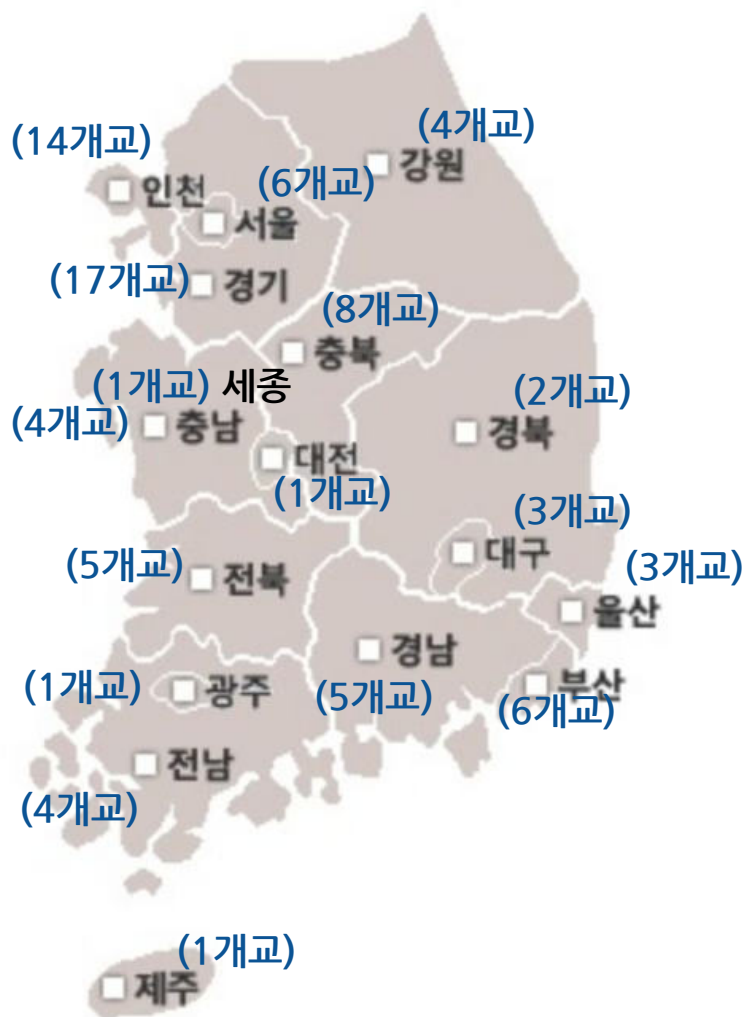 (4개교)
강원
(14개교)
인천
(6개교)
서울
(17개교)
경기
(8개교)
충북
(1개교) 세종
(4개교)
충남
(2개교)
경북
대전
(1개교)
(3개교)
대구
(5개교)
전북
(3개교)
울산
경남
(5개교)
(1개교)
광주
부산
(6개교)
전남
(4개교)
(1개교)
제주